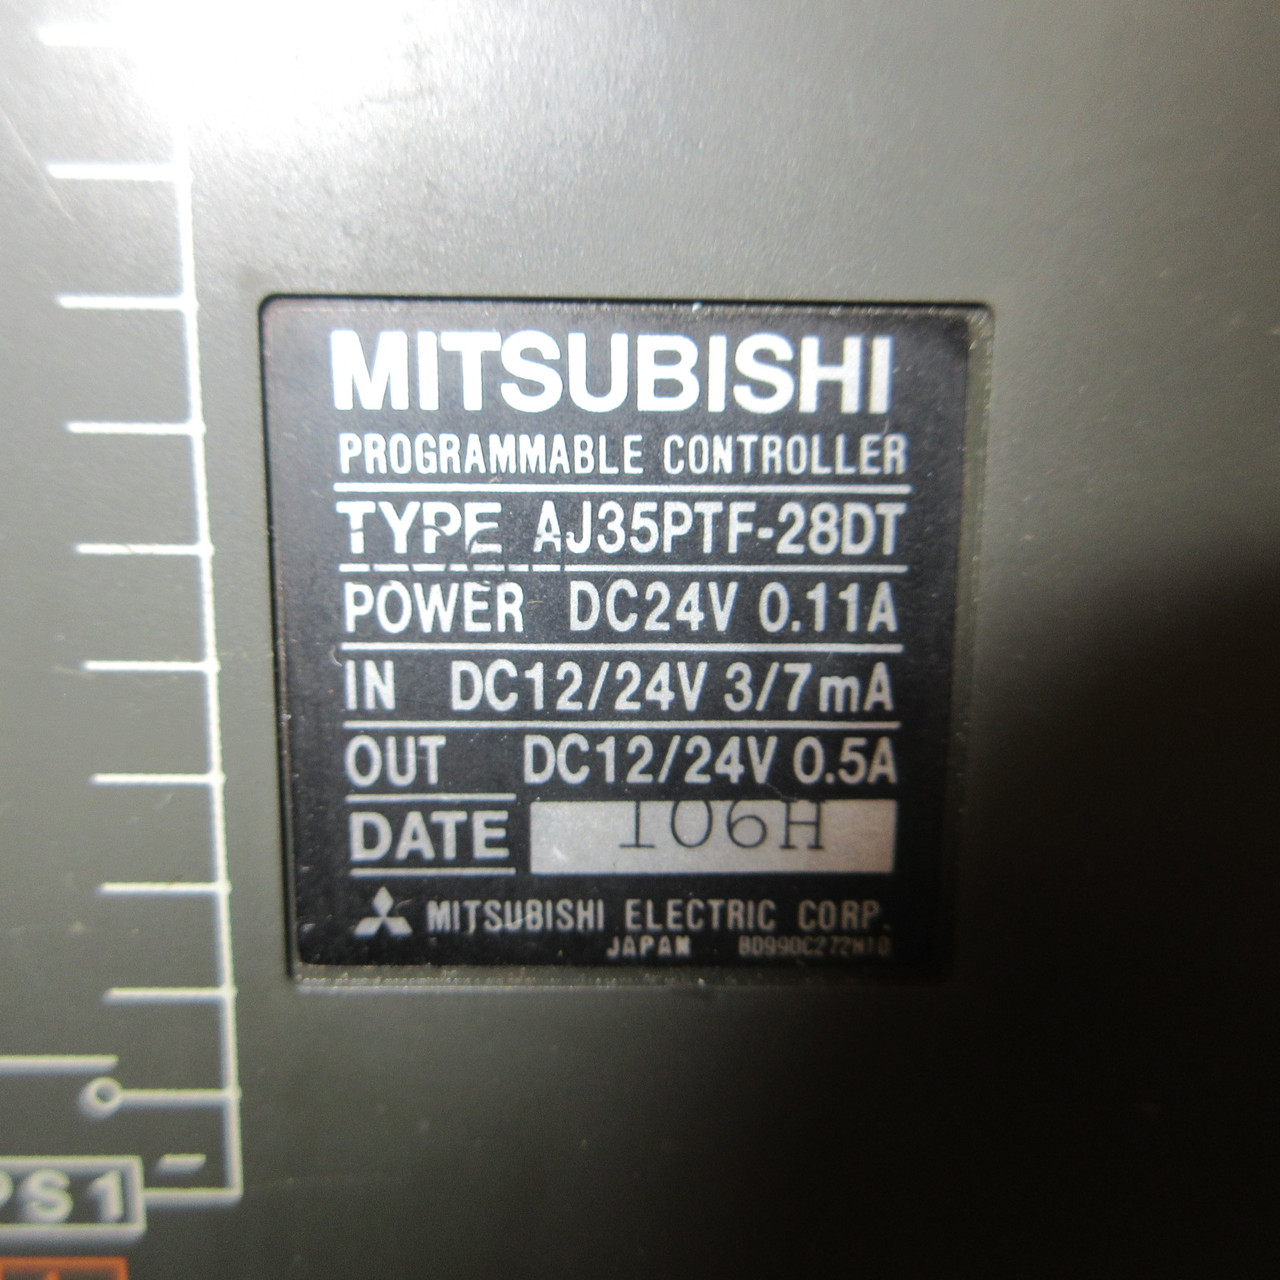 MITSUBISHI
PROGRAMMABLE CONTROLLER
TYPE AJ35PTF-28DT
POWER DC24V 0.11A
IN DC12/24V 3/7mA
OUT DC12/24V 0.5A
DATE 106H
MITSUBISHI ELECTRIC CORP.
JAPAN BD990C272H10
PS1